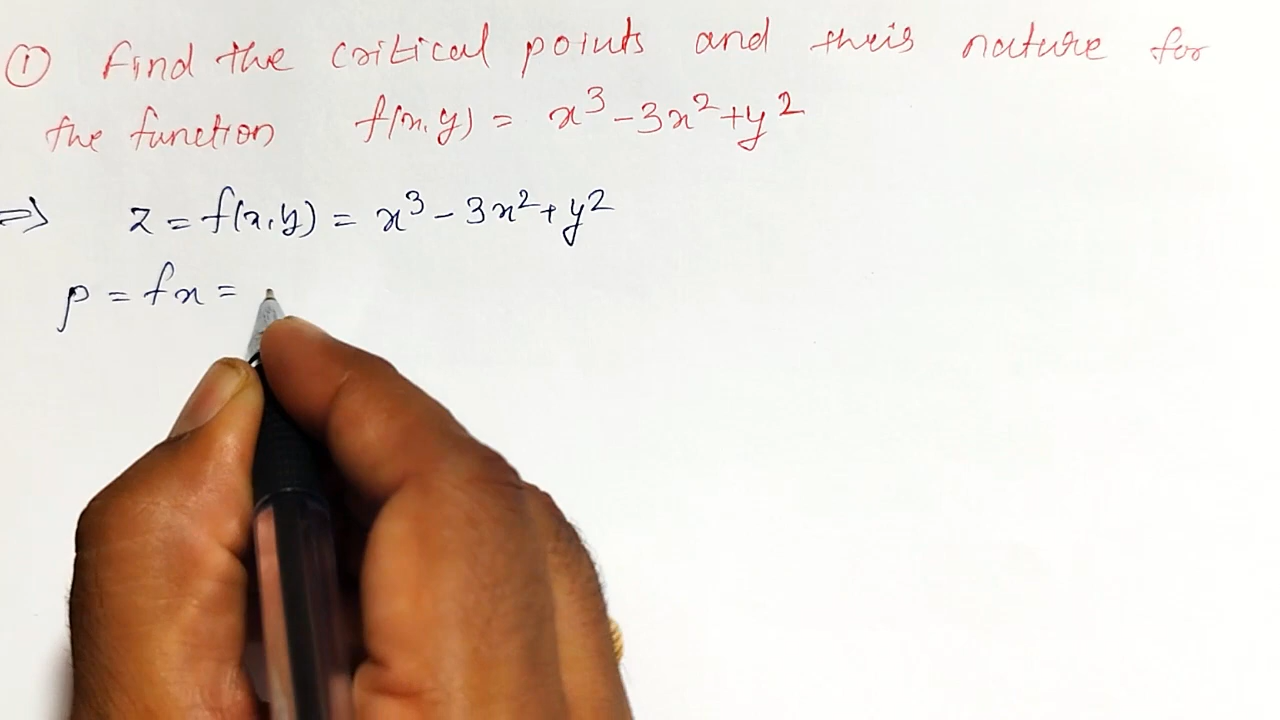 ① Find the critical points and their nature for
the function f(x,y) = x³-3x²+y²
⇒ z = f(x,y) = x³-3x²+y²
p = fx =